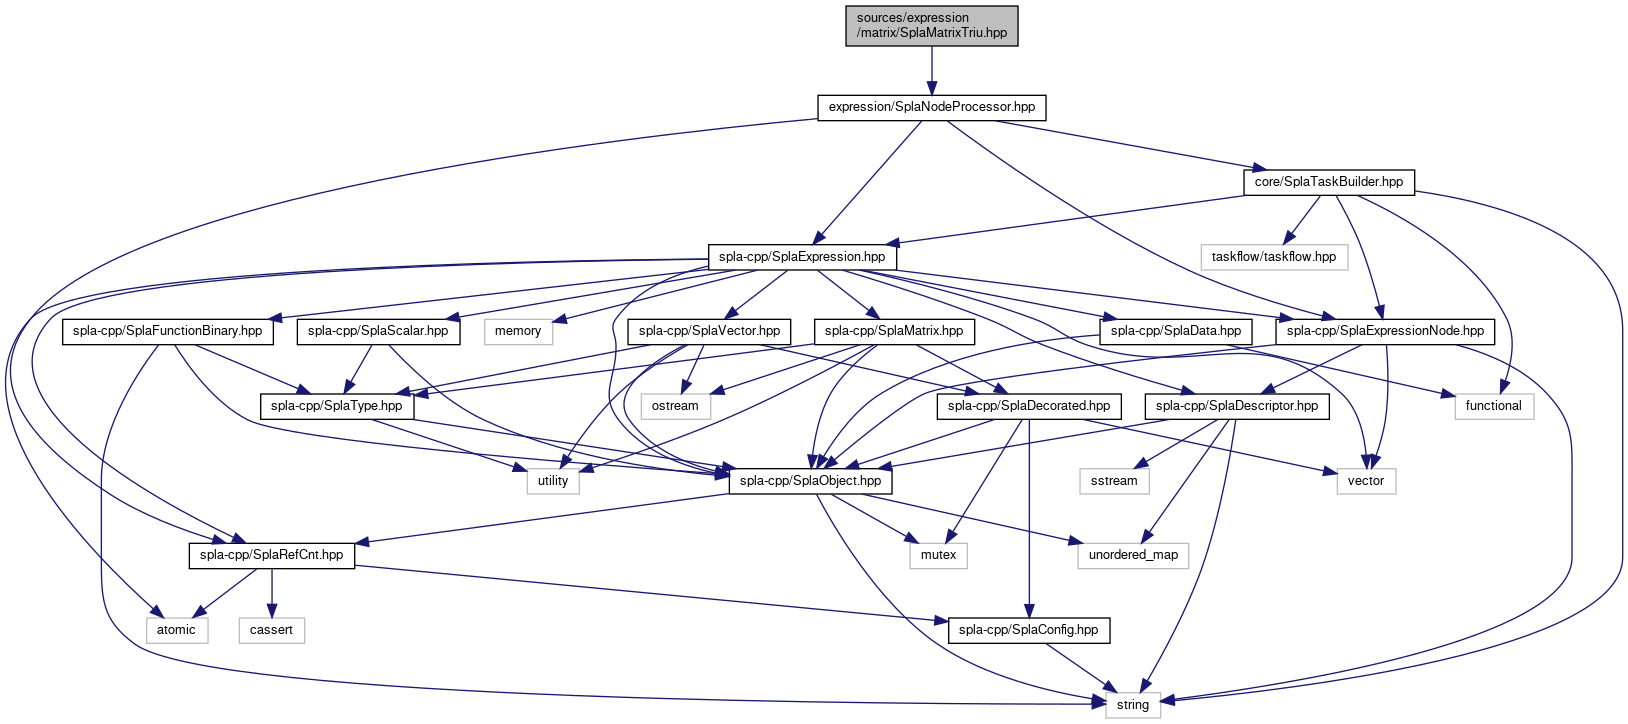 sources/expression
/matrix/SplaMatrixTriu.hpp
expression/SplaNodeProcessor.hpp
core/SplaTaskBuilder.hpp
spla-cpp/SplaExpression.hpp
taskflow/taskflow.hpp
spla-cpp/SplaFunctionBinary.hpp
spla-cpp/SplaScalar.hpp
memory
spla-cpp/SplaVector.hpp
spla-cpp/SplaMatrix.hpp
spla-cpp/SplaData.hpp
spla-cpp/SplaExpressionNode.hpp
spla-cpp/SplaType.hpp
ostream
spla-cpp/SplaDecorated.hpp
spla-cpp/SplaDescriptor.hpp
functional
utility
spla-cpp/SplaObject.hpp
sstream
vector
spla-cpp/SplaRefCnt.hpp
mutex
unordered_map
atomic
cassert
spla-cpp/SplaConfig.hpp
string